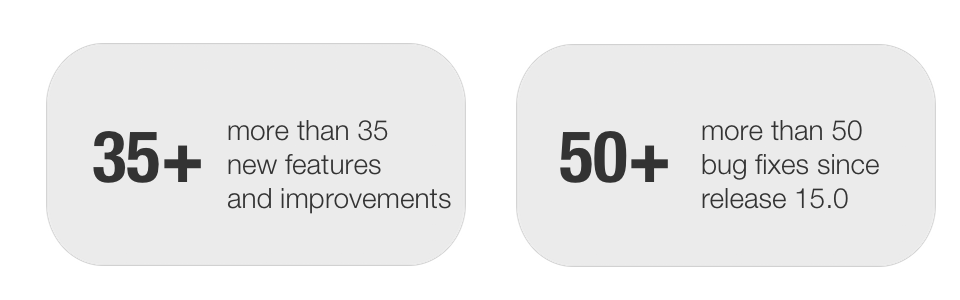 35+
more than 35
new features
and improvements
50+
more than 50
bug fixes since
release 15.0